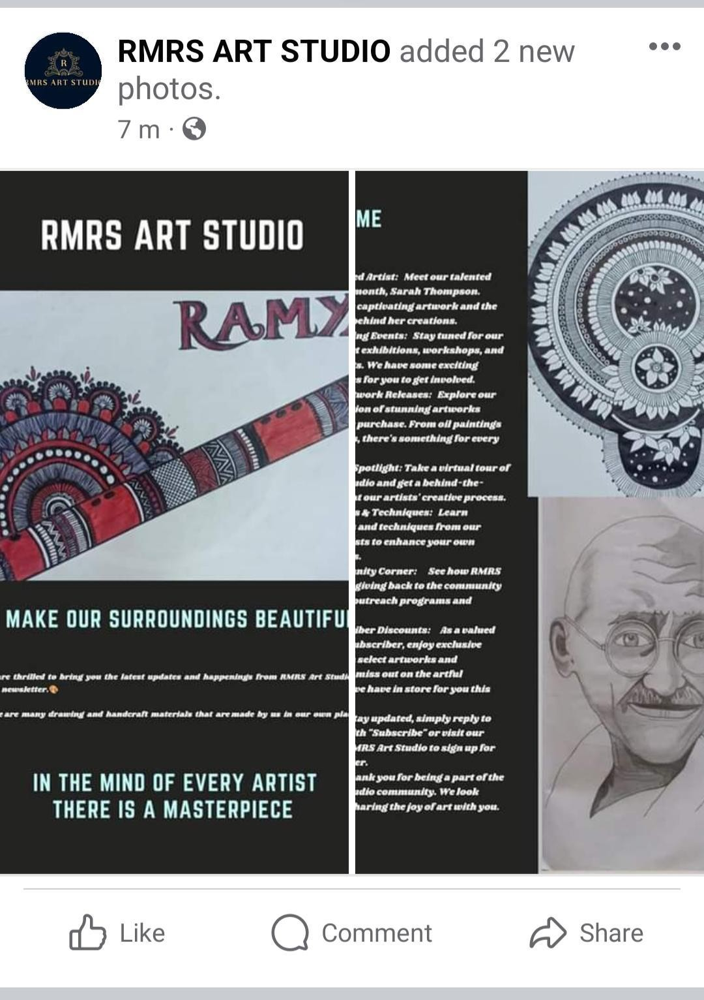 RMRS ART STUDIO added 2 new
photos.
7 m ·
R
RMRS ART STUDIO
RMRS ART STUDIO
RAMY
MAKE OUR SURROUNDINGS BEAUTIFUL
re thrilled to bring you the latest updates and happenings from RMRS Art Studi
newsletter.🎨
e are many drawing and handcraft materials that are made by us in our own pla
IN THE MIND OF EVERY ARTIST
THERE IS A MASTERPIECE
ME
ed Artist: Meet our talented
month, Sarah Thompson.
captivating artwork and the
behind her creations.
ng Events: Stay tuned for our
t exhibitions, workshops, and
s. We have some exciting
s for you to get involved.
work Releases: Explore our
ion of stunning artworks
purchase. From oil paintings
, there's something for every
Spotlight: Take a virtual tour of
udio and get a behind-the-
at our artists' creative process.
s & Techniques: Learn
and techniques from our
sts to enhance your own
s.
nity Corner: See how RMRS
giving back to the community
outreach programs and
iber Discounts: As a valued
ubscriber, enjoy exclusive
select artworks and
miss out on the artful
ve have in store for you this
tay updated, simply reply to
th "Subscribe" or visit our
MRS Art Studio to sign up for
er.
ank you for being a part of the
udio community. We look
haring the joy of art with you.
Like
Comment
Share